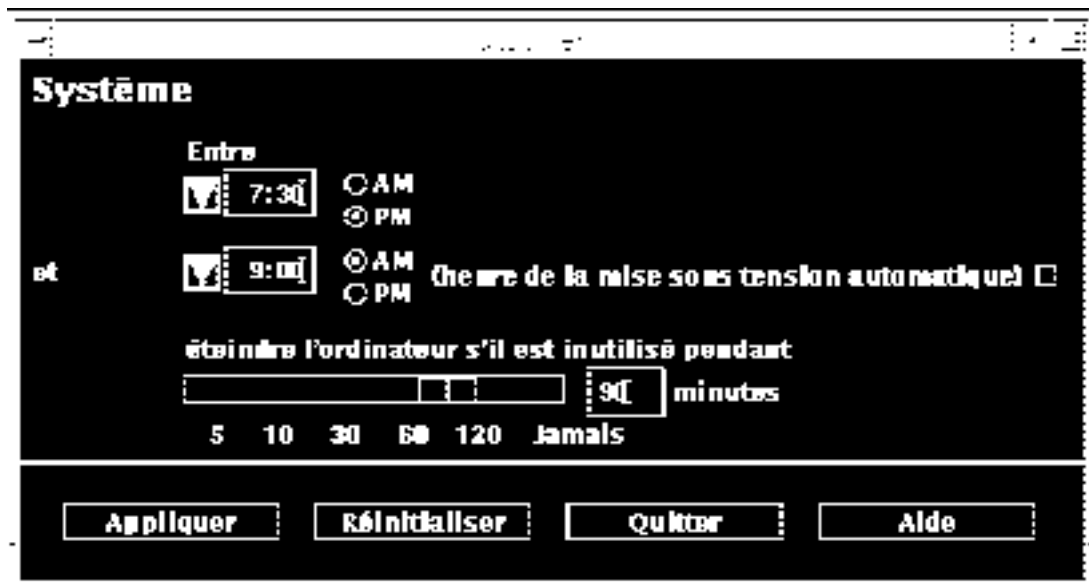 Système
Entre
7:30
AM
PM
et
9:00
AM
PM
(heure de la mise sous tension automatique)
éteindre l'ordinateur s'il est inutilisé pendant
90 minutes
5 10 30 60 120 Jamais
Appliquer Réinitialiser Quitter Aide